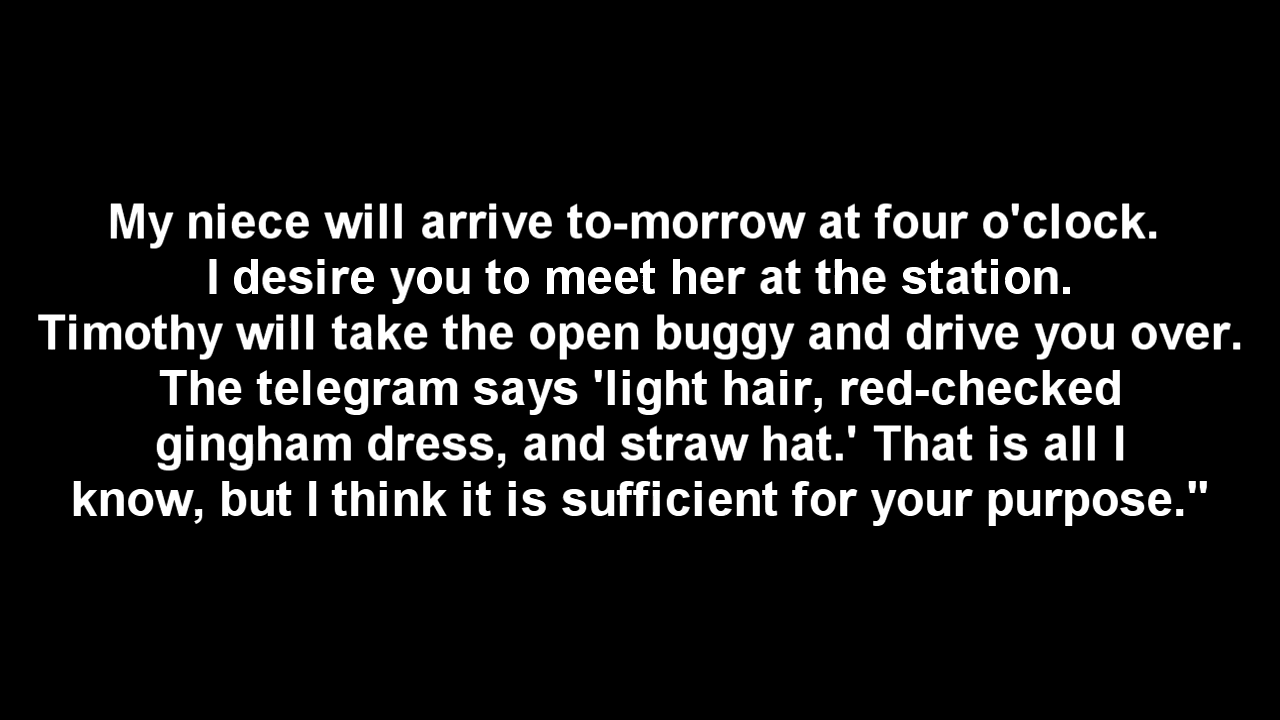 My niece will arrive to-morrow at four o'clock.
I desire you to meet her at the station.
Timothy will take the open buggy and drive you over.
The telegram says 'light hair, red-checked
gingham dress, and straw hat.' That is all I
know, but I think it is sufficient for your purpose."